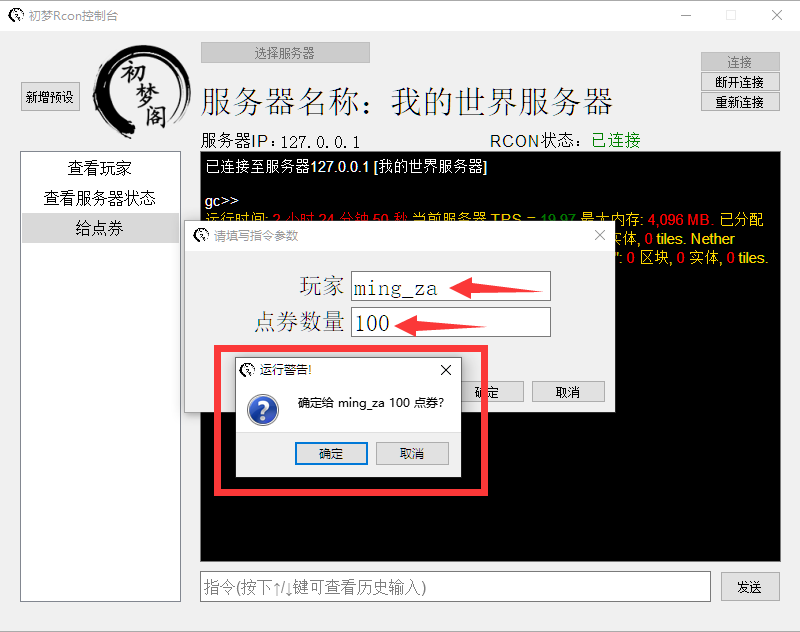 初梦Rcon控制台
选择服务器
连接
断开连接
重新连接
新增预设
初梦阁
服务器名称：我的世界服务器
服务器IP：127.0.0.1
RCON状态：已连接
查看玩家
查看服务器状态
给点券
已连接至服务器127.0.0.1 [我的世界服务器]
gc>>
运行时间: 2 小时 24 分钟 50 秒 当前服务器 TPS = 19.97 最大内存: 4,096 MB. 已分配
实体, 0 tiles. Nether
": 0 区块, 0 实体, 0 tiles.
请填写指令参数
玩家 ming_za
点券数量 100
确定
取消
运行警告!
确定给 ming_za 100 点券?
确定
取消
指令(按下↑/↓键可查看历史输入)
发送